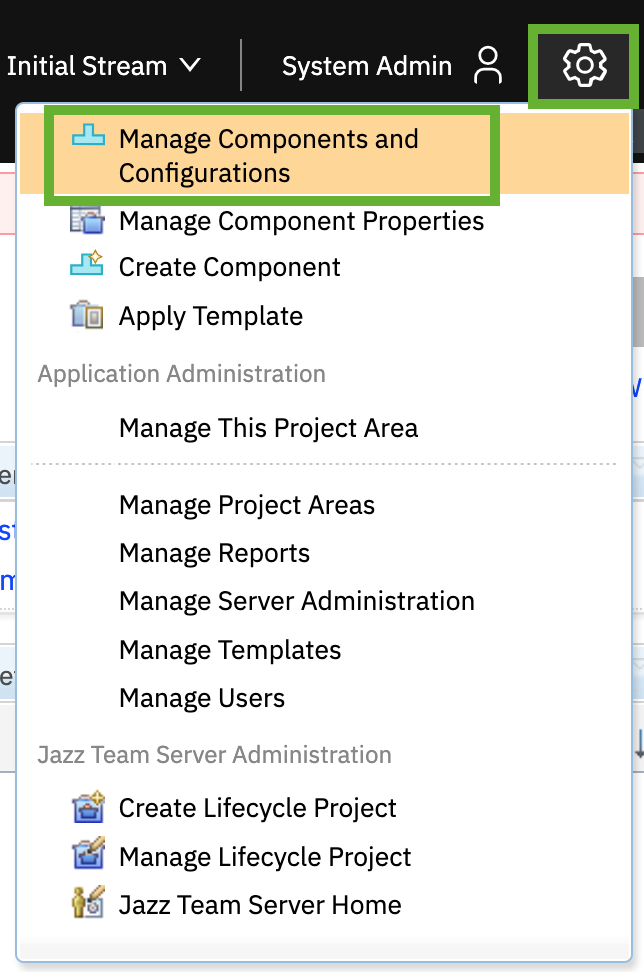 Initial Stream
System Admin
Manage Components and
Configurations
Manage Component Properties
Create Component
Apply Template
Application Administration
Manage This Project Area
Manage Project Areas
Manage Reports
Manage Server Administration
Manage Templates
Manage Users
Jazz Team Server Administration
Create Lifecycle Project
Manage Lifecycle Project
Jazz Team Server Home